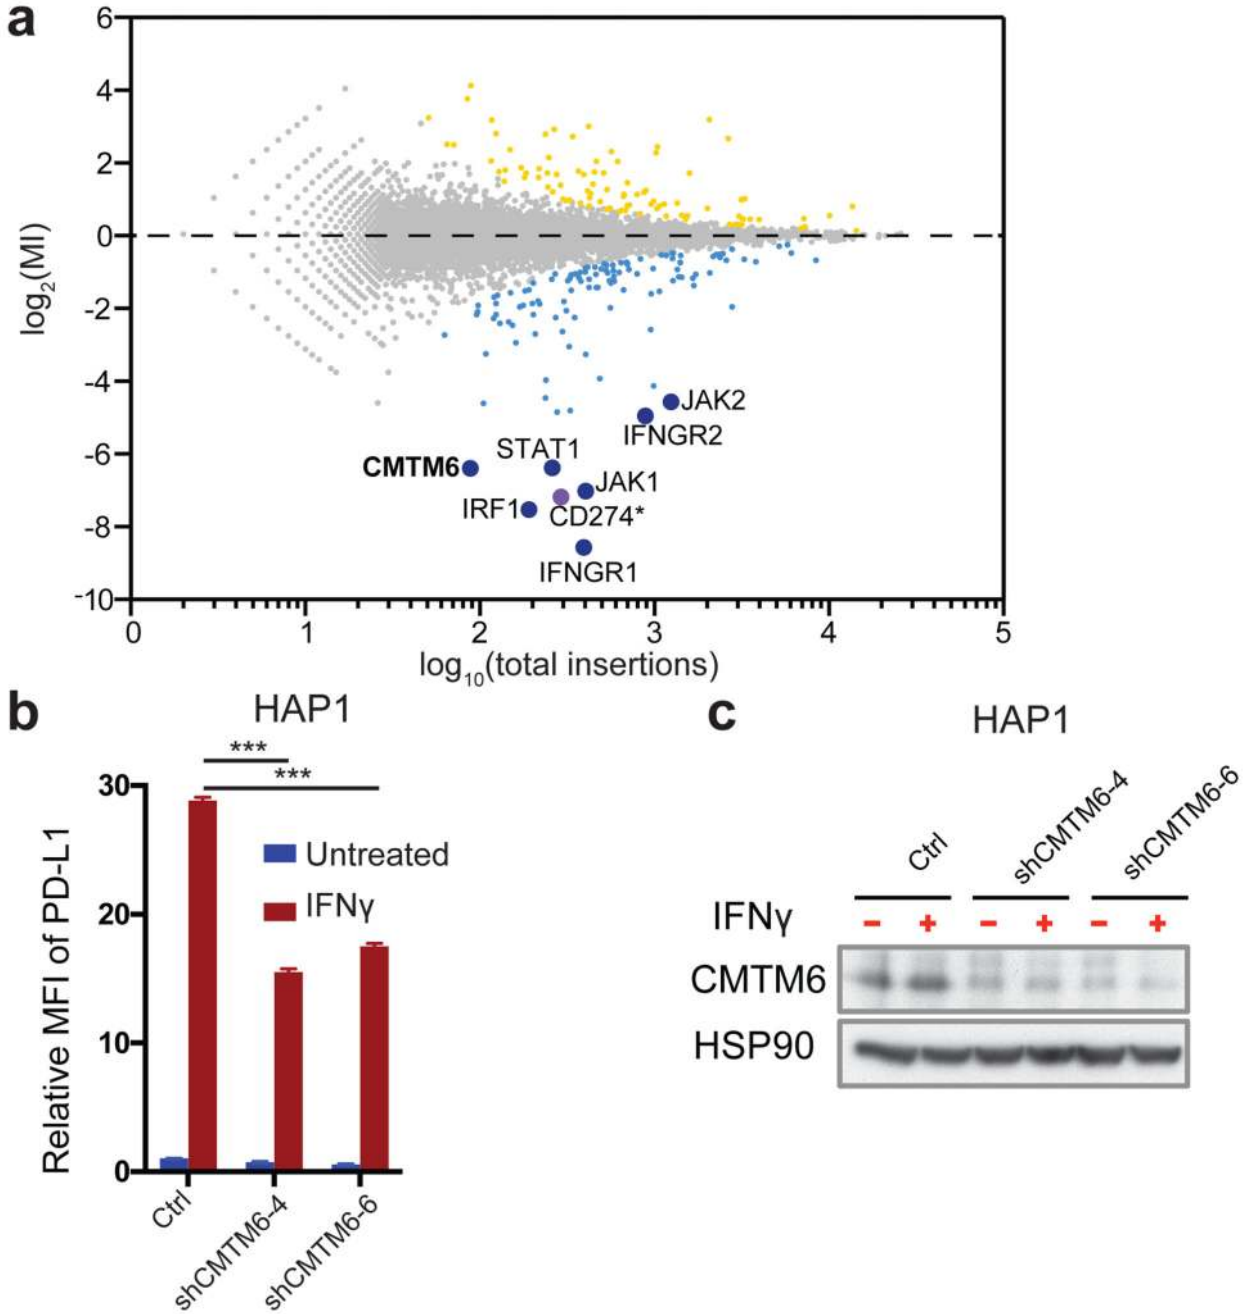 a
6
4
2
0
-2
-4
-6
-8
-10
log2(MI)
JAK2
IFNGR2
STAT1
CMTM6
JAK1
IRF1
CD274*
IFNGR1
0 1 2 3 4 5
log10(total insertions)
b
HAP1
***
***
30
20
10
0
Relative MFI of PD-L1
Untreated
IFNγ
Ctrl
shCMTM6-4
shCMTM6-6
c
HAP1
Ctrl
shCMTM6-4
shCMTM6-6
IFNγ - + - + - +
CMTM6
HSP90